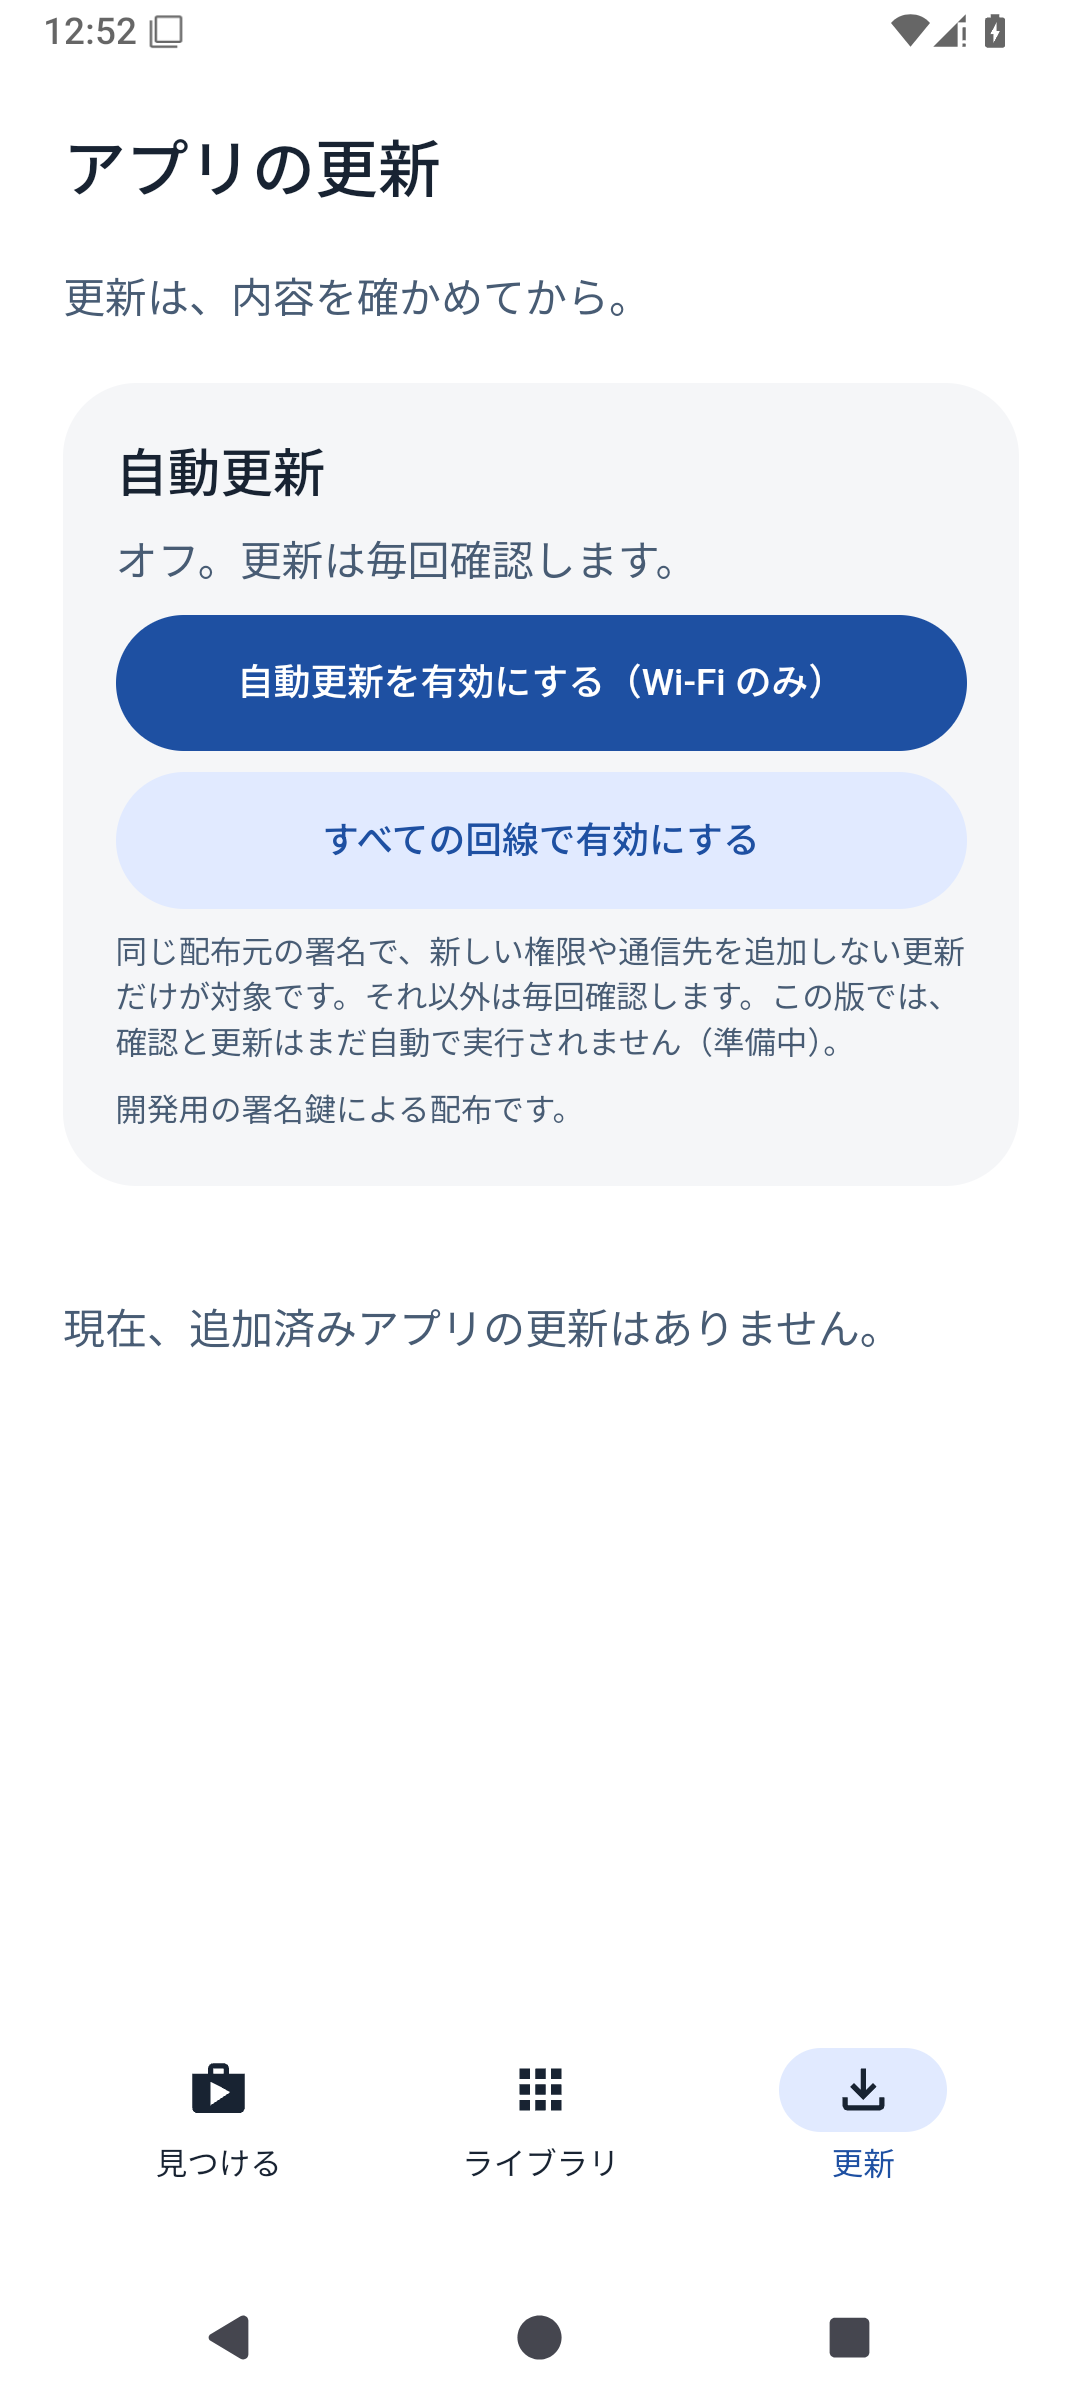 12:52
アプリの更新
更新は、内容を確かめてから。
自動更新
オフ。更新は毎回確認します。
自動更新を有効にする（Wi-Fi のみ）
すべての回線で有効にする
同じ配布元の署名で、新しい権限や通信先を追加しない更新
だけが対象です。それ以外は毎回確認します。この版では、
確認と更新はまだ自動で実行されません（準備中）。
開発用の署名鍵による配布です。
現在、追加済みアプリの更新はありません。
見つける
ライブラリ
更新